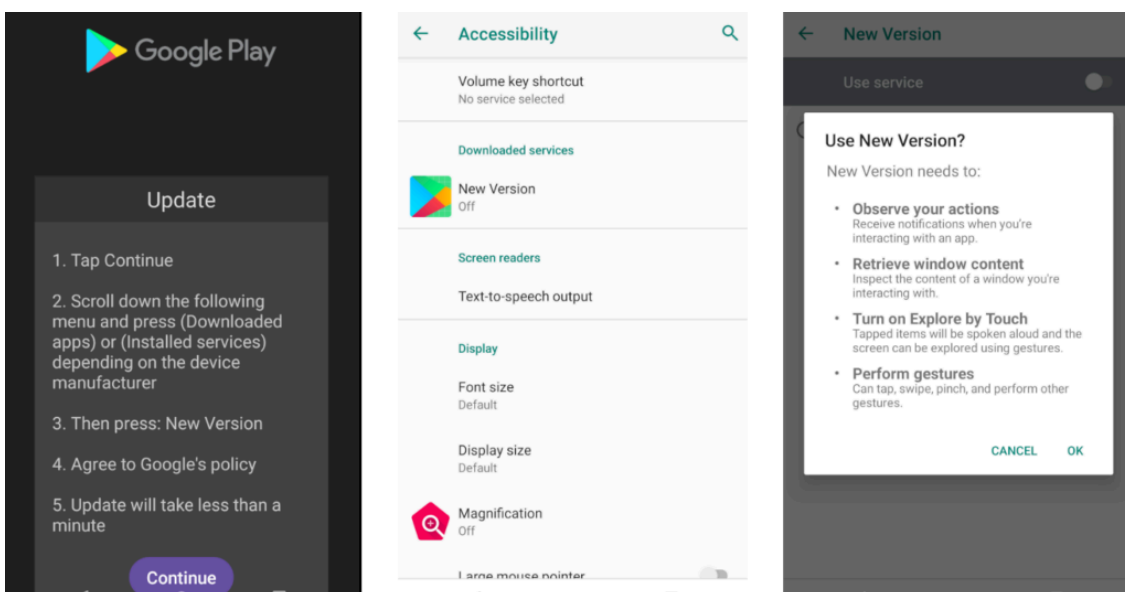 Google Play
Update
1. Tap Continue
2. Scroll down the following
menu and press (Downloaded
apps) or (Installed services)
depending on the device
manufacturer
3. Then press: New Version
4. Agree to Google's policy
5. Update will take less than a
minute
Continue
Accessibility
Volume key shortcut
No service selected
Downloaded services
New Version
Off
Screen readers
Text-to-speech output
Display
Font size
Default
Display size
Default
Magnification
Off
Large mouse pointer
New Version
Use service
Use New Version?
New Version needs to:
• Observe your actions
Receive notifications when you're
interacting with an app.
• Retrieve window content
Inspect the content of a window you're
interacting with.
• Turn on Explore by Touch
Tapped items will be spoken aloud and the
screen can be explored using gestures.
• Perform gestures
Can tap, swipe, pinch, and perform other
gestures.
CANCEL OK